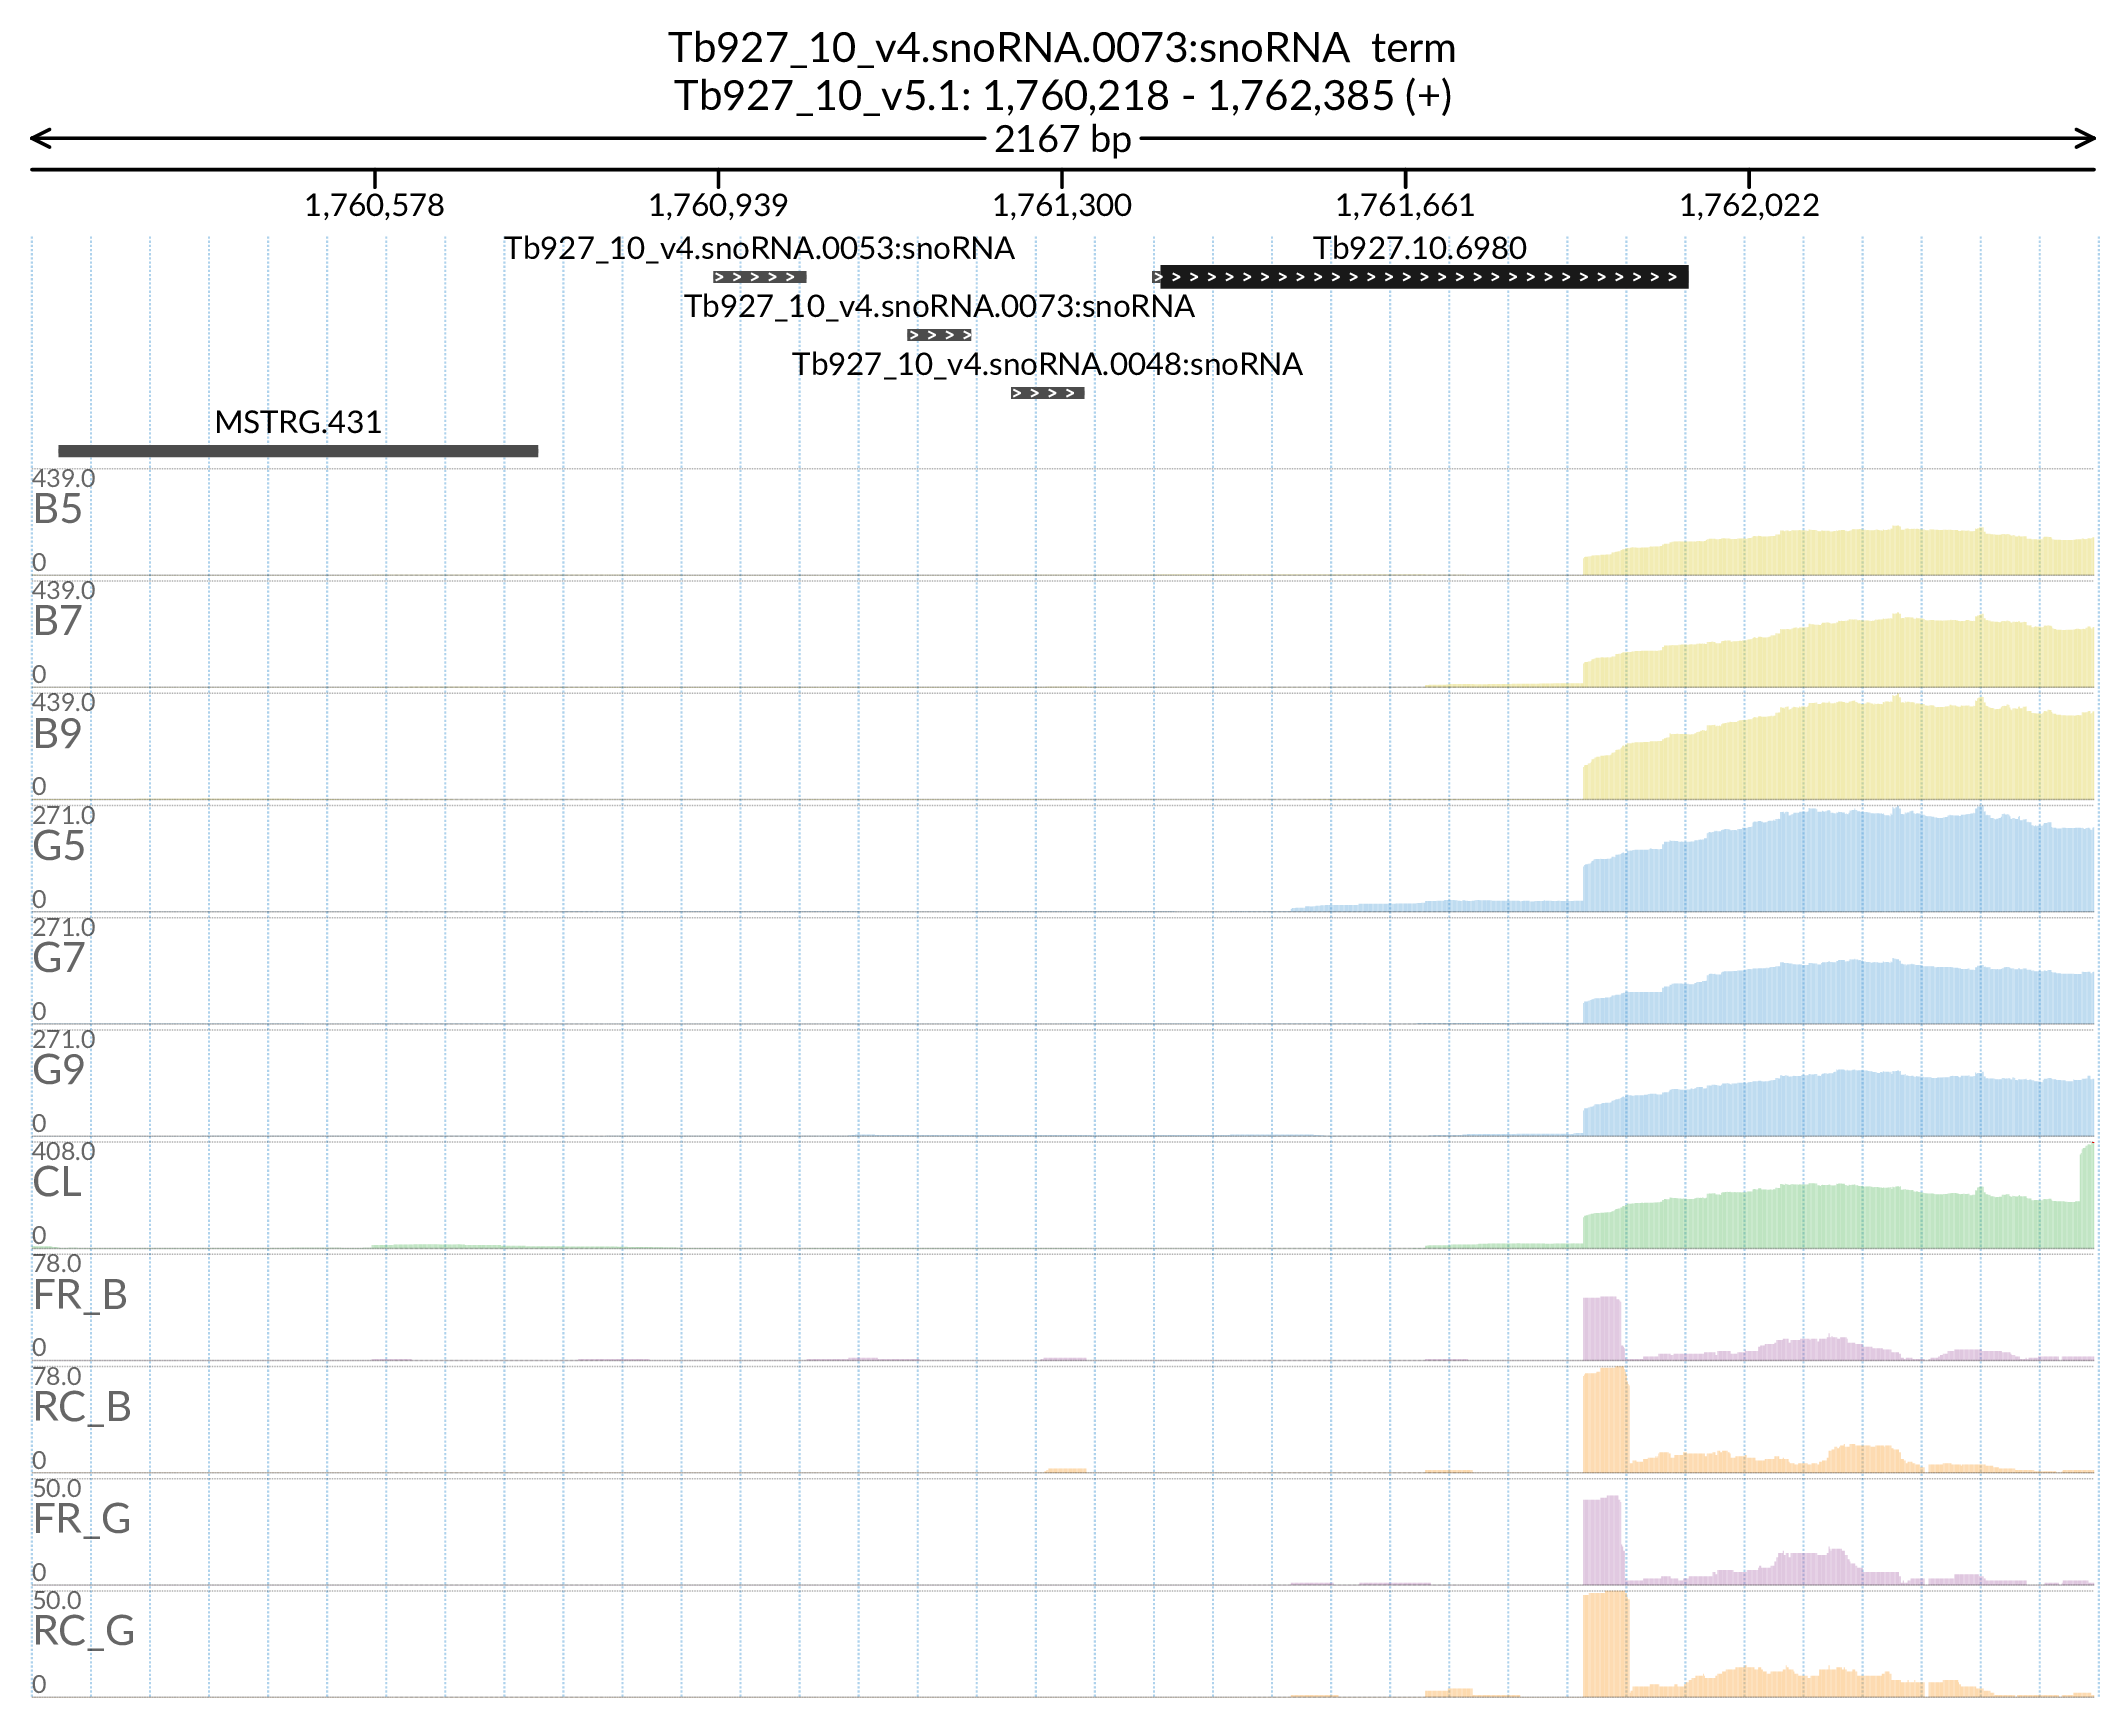 Tb927_10_v4.snoRNA.0073:snoRNA  term
Tb927_10_v5.1: 1,760,218 - 1,762,385 (+)
2167 bp
1,760,578 1,760,939 1,761,300 1,761,661 1,762,022
Tb927_10_v4.snoRNA.0053:snoRNA Tb927.10.6980
Tb927_10_v4.snoRNA.0073:snoRNA
Tb927_10_v4.snoRNA.0048:snoRNA
MSTRG.431
439.0
B5
0
439.0
B7
0
439.0
B9
0
271.0
G5
0
271.0
G7
0
271.0
G9
0
408.0
CL
0
78.0
FR_B
0
78.0
RC_B
0
50.0
FR_G
0
50.0
RC_G
0